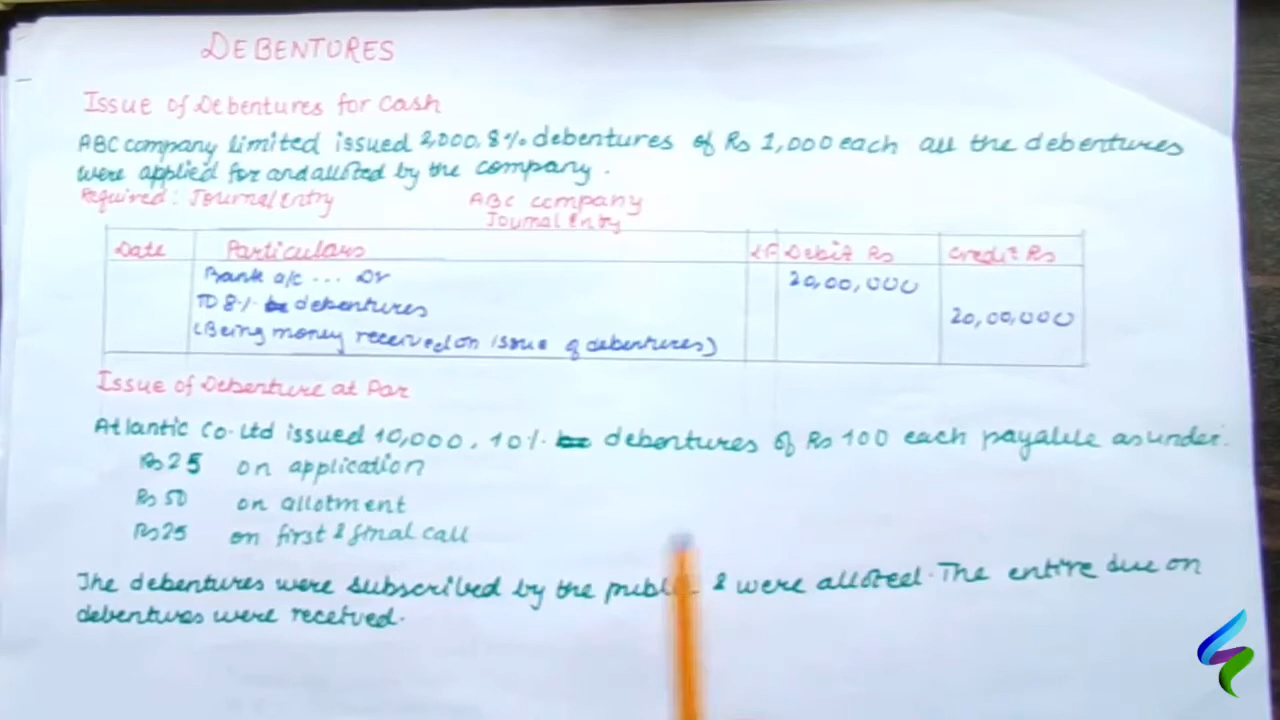 DEBENTURES
Issue of Debentures for Cash
ABC company limited issued 2,000, 8% debentures of Rs 1,000 each all the debentures
were applied for and alloted by the company.
Required: Journal Entry
ABC company
Journal Entry
Date Particulars LF Debit Rs Credit Rs
Bank a/c ... Dr 20,00,000
TO 8% debentures 20,00,000
(Being money received on issue of debentures)
Issue of Debenture at Par
Atlantic Co. Ltd issued 10,000, 10% debentures of Rs 100 each payable as under.
Rs 25 on application
Rs 50 on allotment
Rs 25 on first & final call
The debentures were subscribed by the & were alloted. The entire due on
debentures were received.